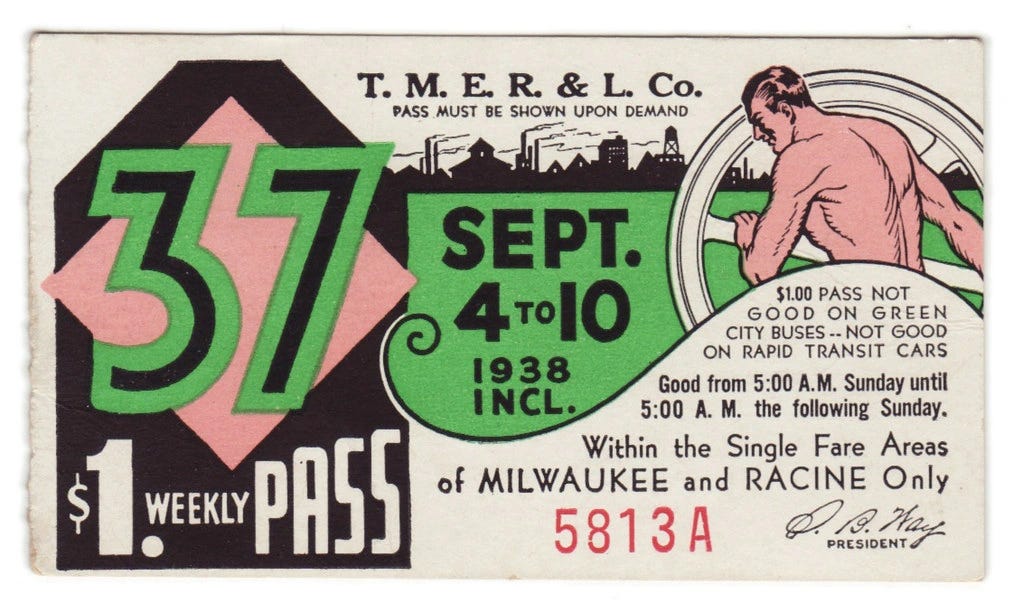 T. M. E. R. & L. Co.
PASS MUST BE SHOWN UPON DEMAND
37
SEPT.
4 TO 10
1938
INCL.
$1.00 PASS NOT
GOOD ON GREEN
CITY BUSES -- NOT GOOD
ON RAPID TRANSIT CARS
Good from 5:00 A.M. Sunday until
5:00 A. M. the following Sunday.
Within the Single Fare Areas
of MILWAUKEE and RACINE Only
$1. WEEKLY PASS
5813A
S. B. Way
PRESIDENT